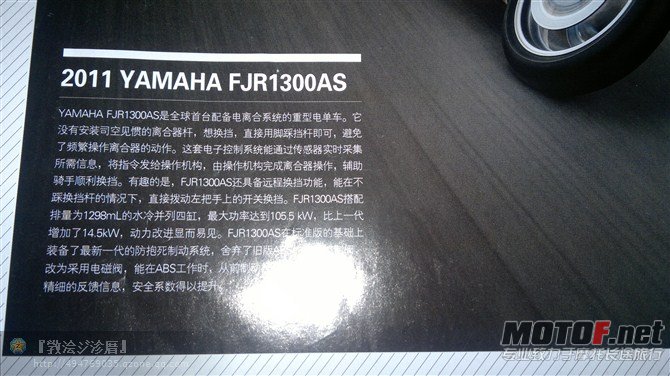 2011 YAMAHA FJR1300AS
YAMAHA FJR1300AS是全球首台配备电离合系统的重型电单车。它
没有安装司空见惯的离合器杆，想换挡，直接用脚踩挡杆即可，避免
了频繁操作离合器的动作。这套电子控制系统能通过传感器实时采集
所需信息，将指令发给操作机构，由操作机构完成离合器操作，辅助
骑手顺利换挡。有趣的是，FJR1300AS还具备远程换挡功能，能在不
踩换挡杆的情况下，直接拨动左把手上的开关换挡。FJR1300AS搭配
排量为1298mL的水冷并列四缸，最大功率达到105.5 kW，比上一代
增加了14.5kW，动力改进显而易见。FJR1300AS在标准版的基础上
装备了最新一代的防抱死制动系统，舍弃了旧版
改为采用电磁阀，能在ABS工作时，从前制动
精细的反馈信息，安全系数得以提升。
MOTOF.net
专业致力于摩托长途旅行
http://494769035.qzone.qq.com